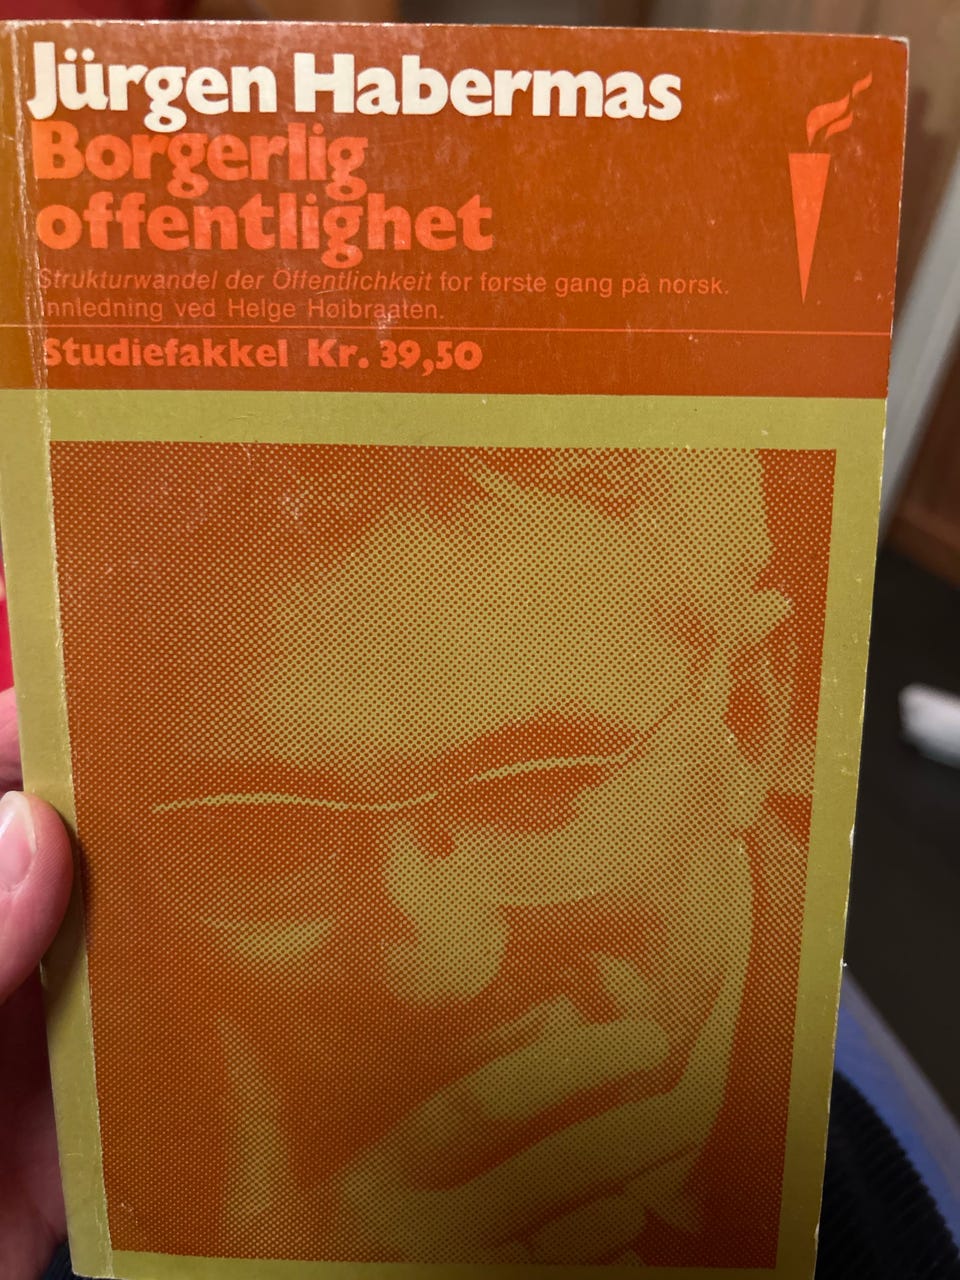 Jürgen Habermas
Borgerlig
offentlighet
Strukturwandel der Öffentlichkeit for første gang på norsk.
Innledning ved Helge Høibraaten.
Studiefakkel Kr. 39,50